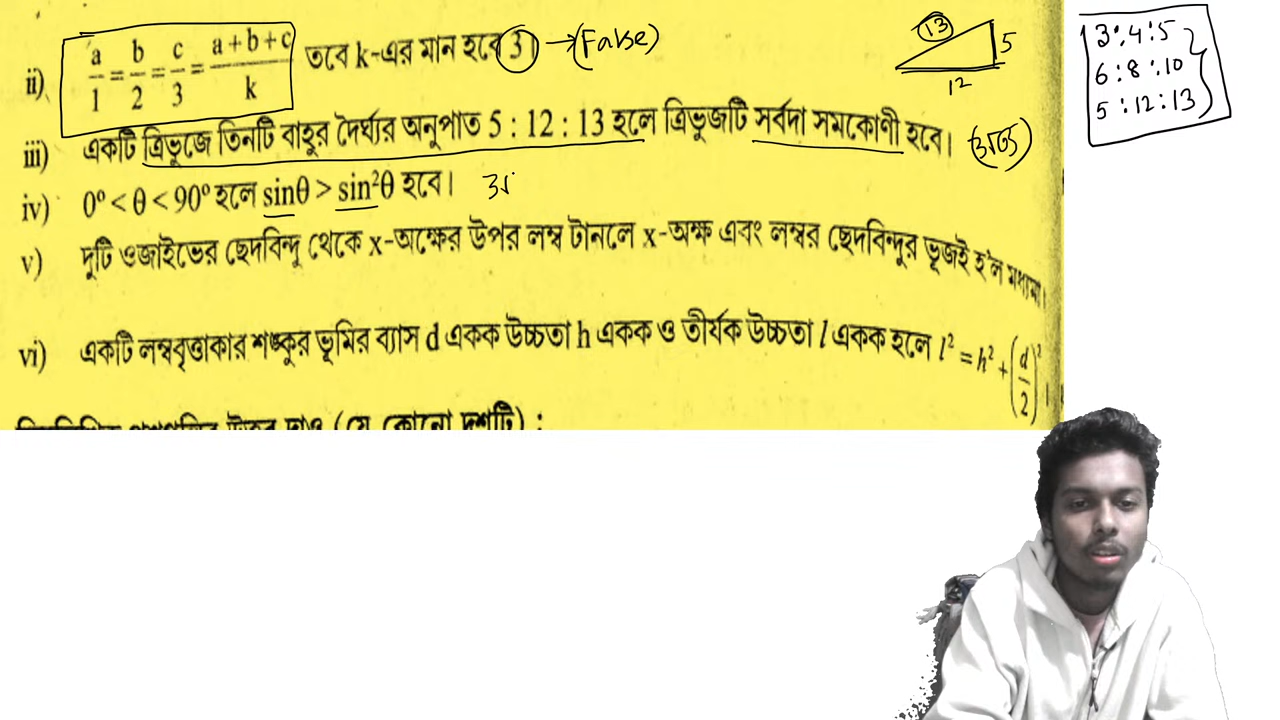 ii) a/1 = b/2 = c/3 = a+b+c/k তবে k-এর মান হবে 3। → (False)
13
5
12
3:4:5
6:8:10
5:12:13
iii) একটি ত্রিভুজে তিনটি বাহুর দৈর্ঘ্যর অনুপাত 5 : 12 : 13 হলে ত্রিভুজটি সর্বদা সমকোণী হবে।
iv) 0° < θ < 90° হলে sinθ > sin²θ হবে।
v) দুটি ওজাইভের ছেদবিন্দু থেকে x-অক্ষের উপর লম্ব টানলে x-অক্ষ এবং লম্বর ছেদবিন্দুর ভূজই হ'ল মধ্যমা।
vi) একটি লম্ববৃত্তাকার শঙ্কুর ভূমির ব্যাস d একক উচ্চতা h একক ও তীর্যক উচ্চতা l একক হলে l² = h² + (d/2)²।
(যে কোনো দশটি) :